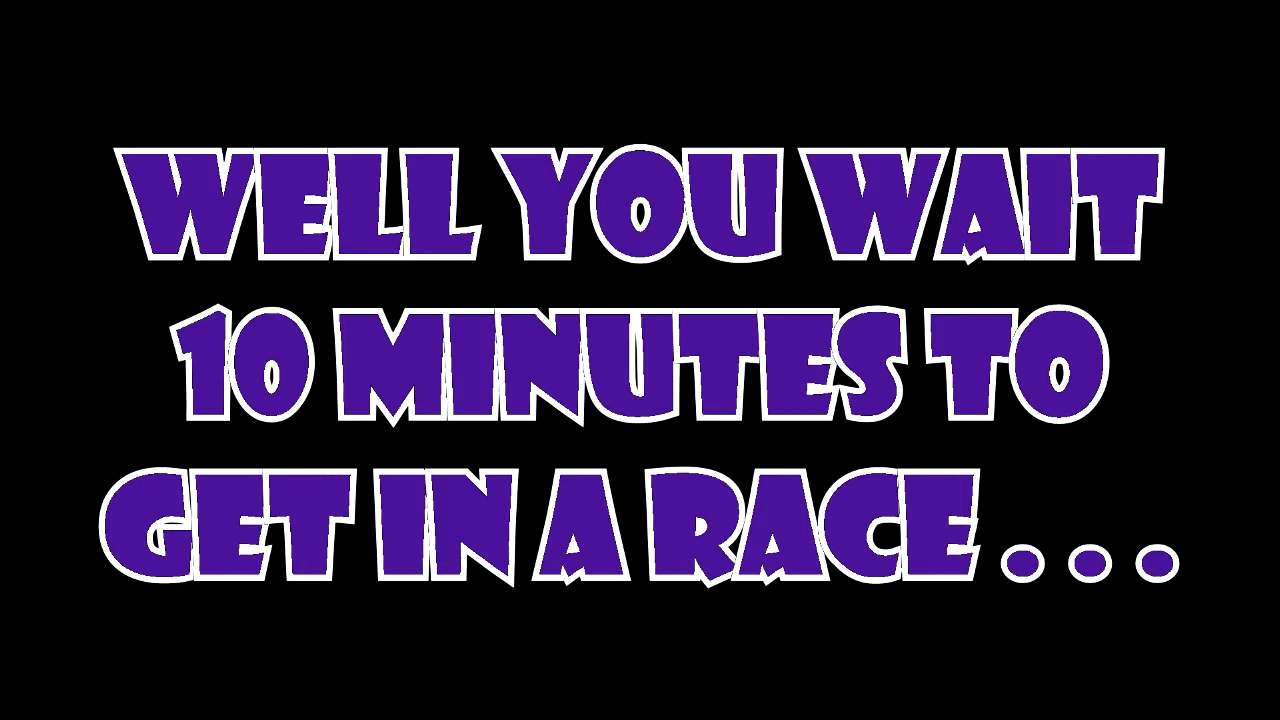 WELL YOU WAIT
10 MINUTES TO
GET IN A RACE . . .